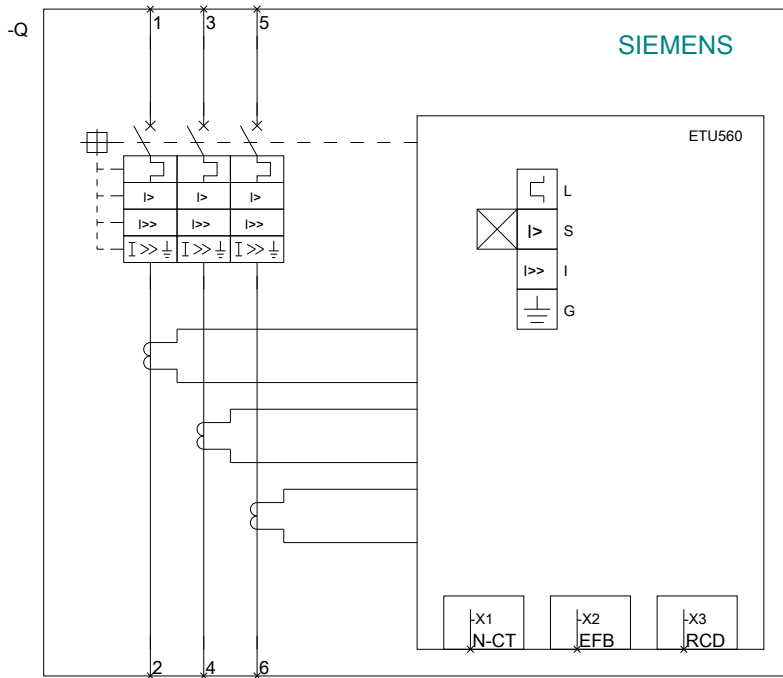 -Q
1 3 5
SIEMENS
ETU560
L
I> I> I> I> S
I>> I>> I>> I>> I
I>> I>> I>>
G
-X1 -X2 -X3
N-CT EFB RCD
2 4 6